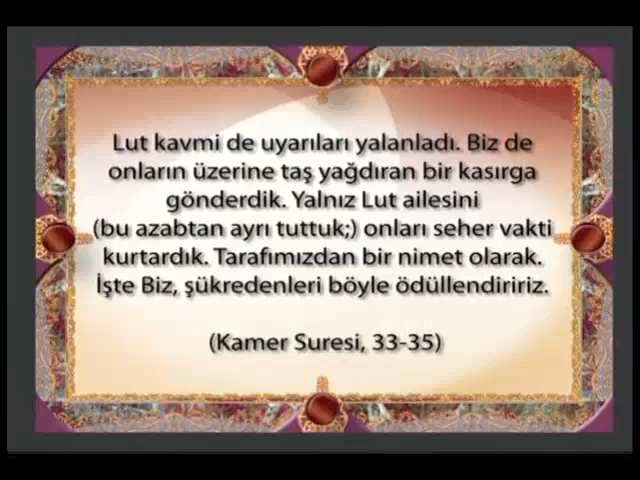 Lut kavmi de uyarıları yalanladı. Biz de
onların üzerine taş yağdıran bir kasırga
gönderdik. Yalnız Lut ailesini
(bu azabtan ayrı tuttuk;) onları seher vakti
kurtardık. Tarafımızdan bir nimet olarak.
İşte Biz, şükredenleri böyle ödüllendiririz.
(Kamer Suresi, 33-35)